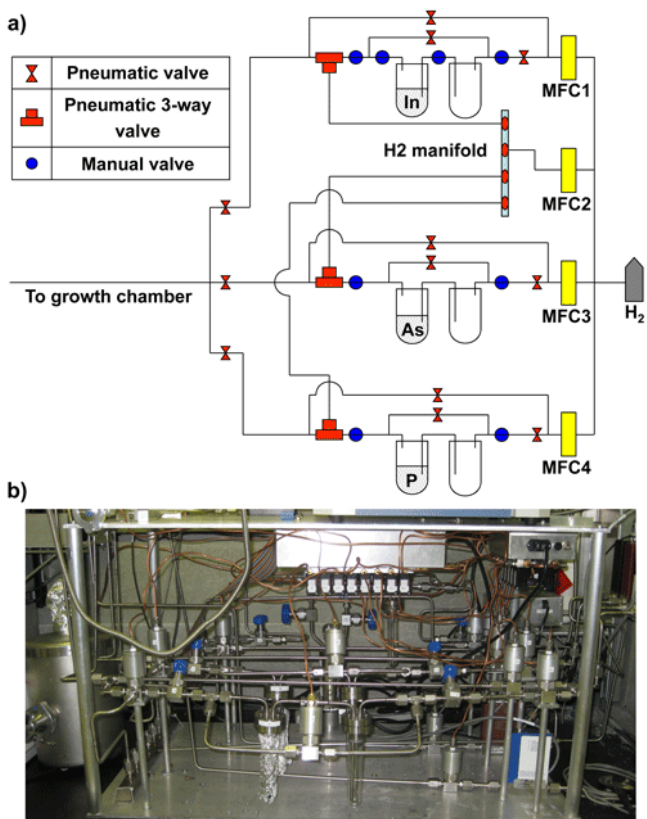 a)
Pneumatic valve
Pneumatic 3-way
valve
Manual valve
In
MFC1
H2 manifold
MFC2
To growth chamber
As
MFC3
H2
P
MFC4
b)